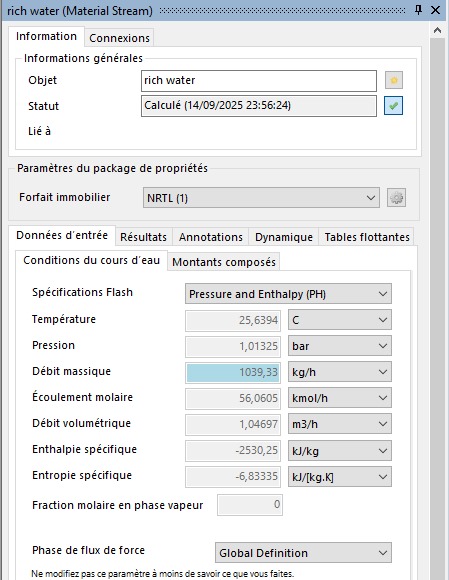 rich water (Material Stream)
Information
Connexions
Informations générales
Objet
rich water
Statut
Calculé (14/09/2025 23:56:24)
Lié à
Paramètres du package de propriétés
Forfait immobilier
NRTL (1)
Données d'entrée
Résultats
Annotations
Dynamique
Tables flottantes
Conditions du cours d'eau
Montants composés
Spécifications Flash
Pressure and Enthalpy (PH)
Température
25,6394
C
Pression
1,01325
bar
Débit massique
1039,33
kg/h
Écoulement molaire
56,0605
kmol/h
Débit volumétrique
1,04697
m3/h
Enthalpie spécifique
-2530,25
kJ/kg
Entropie spécifique
-6,83335
kJ/[kg.K]
Fraction molaire en phase vapeur
0
Phase de flux de force
Global Definition
Ne modifiez pas ce paramètre à moins de savoir ce que vous faites.